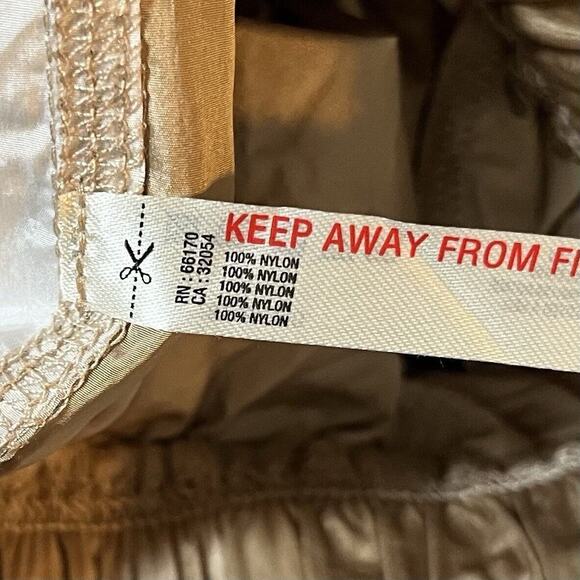 RN : 66170
CA : 32054
KEEP AWAY FROM
100% NYLON
100% NYLON
100% NYLON
100% NYLON
100% NYLON